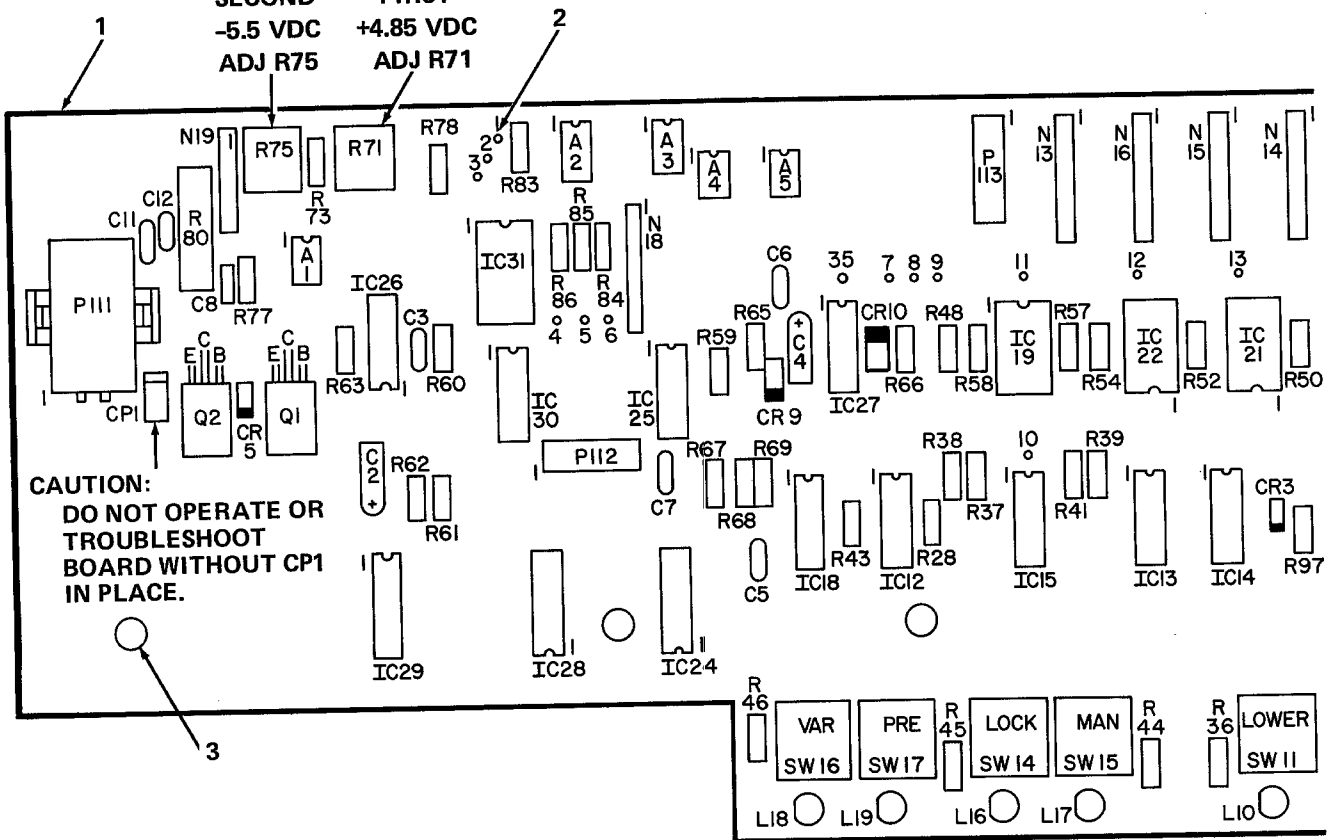 SECOND FIRST
-5.5 VDC +4.85 VDC
ADJ R75 ADJ R71
1
2
3
N19
R75
R71
R73
R78
2
3
R83
A2
A3
A4
A5
P113
N13
N16
N15
N14
C11
C12
R80
A1
IC31
R85
R86
R84
N18
4 5 6
C6
35
7 8 9
11
12
13
P111
C8
R77
IC26
R63
C3
R60
R59
R65
C4
+
CR9
IC27
CR10
R66
R48
R58
IC19
R57
R54
IC22
R52
IC21
R50
CP1
E C B
Q2
CR5
E C B
Q1
IC30
IC25
P112
C2
+
R62
R61
C7
R67
R68
R69
C5
IC18
R43
IC12
R28
R38
R37
10
IC15
R41
R39
IC13
IC14
CR3
R97
CAUTION:
DO NOT OPERATE OR
TROUBLESHOOT
BOARD WITHOUT CP1
IN PLACE.
IC29
IC28
IC24
R46
VAR
SW16
PRE
SW17
R45
LOCK
SW14
MAN
SW15
R44
R36
LOWER
SW11
L18
L19
L16
L17
L10